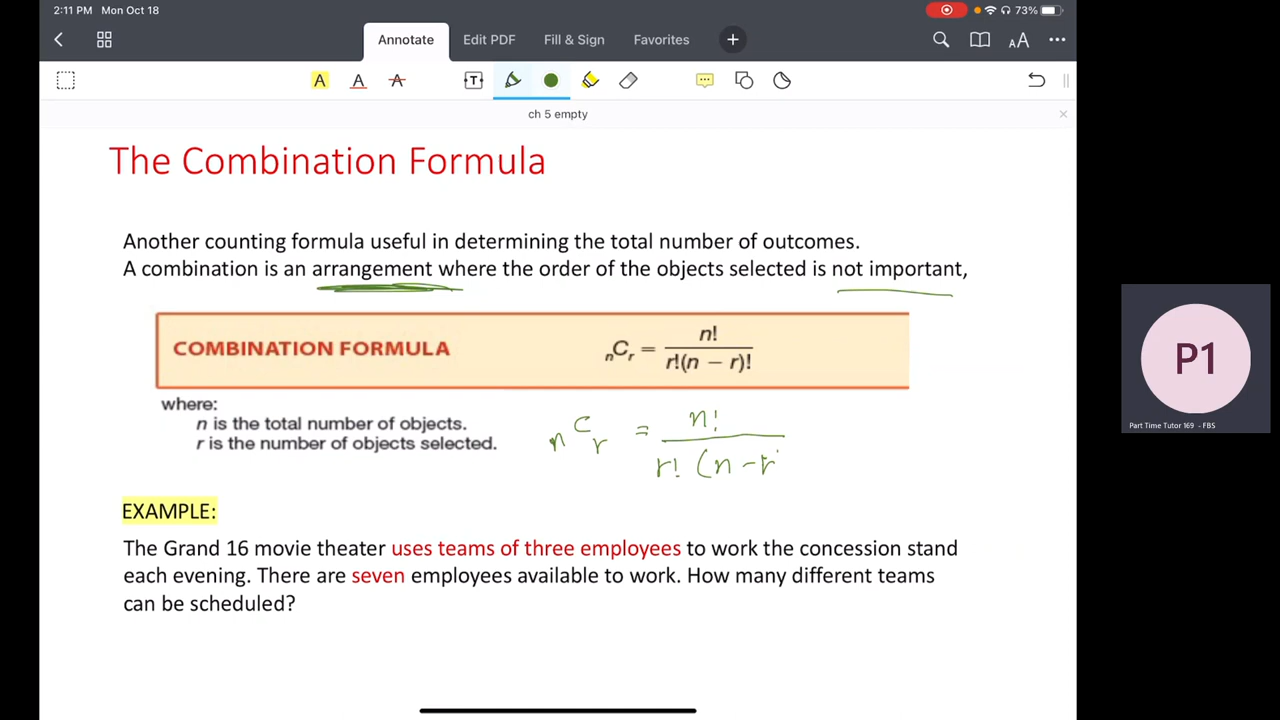 2:11 PM Mon Oct 18
73%
Annotate
Edit PDF
Fill & Sign
Favorites
A
A
A
T
AA
ch 5 empty
The Combination Formula
Another counting formula useful in determining the total number of outcomes.
A combination is an arrangement where the order of the objects selected is not important,
COMBINATION FORMULA
nCr = n! / r!(n − r)!
where:
n is the total number of objects.
r is the number of objects selected.
n C r = n! / r! (n - r
EXAMPLE:
The Grand 16 movie theater uses teams of three employees to work the concession stand
each evening. There are seven employees available to work. How many different teams
can be scheduled?
P1
Part Time Tutor 169 - FBS